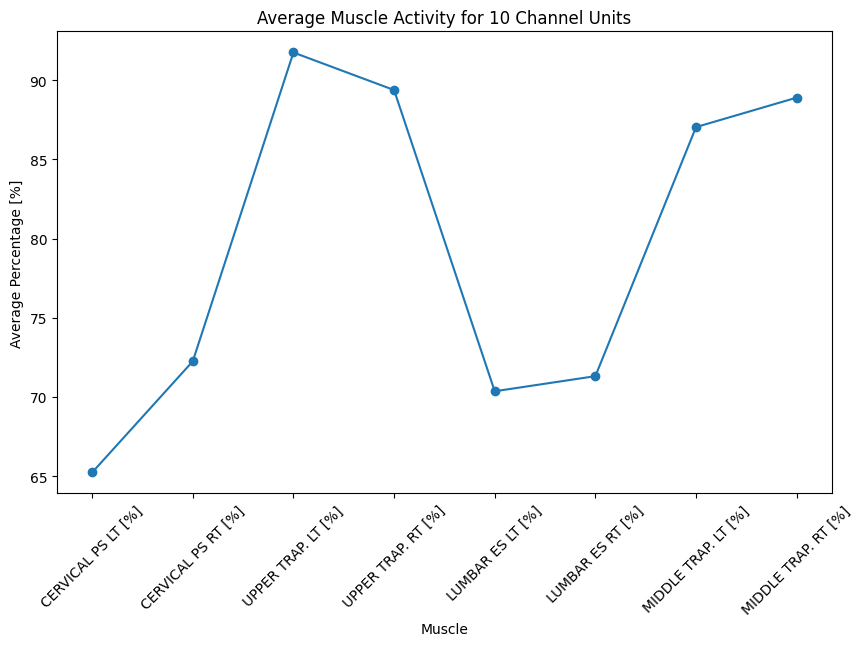 Average Muscle Activity for 10 Channel Units
Average Percentage [%]
90
85
80
75
70
65
CERVICAL PS LT [%]
CERVICAL PS RT [%]
UPPER TRAP. LT [%]
UPPER TRAP. RT [%]
LUMBAR ES LT [%]
LUMBAR ES RT [%]
MIDDLE TRAP. LT [%]
MIDDLE TRAP. RT [%]
Muscle